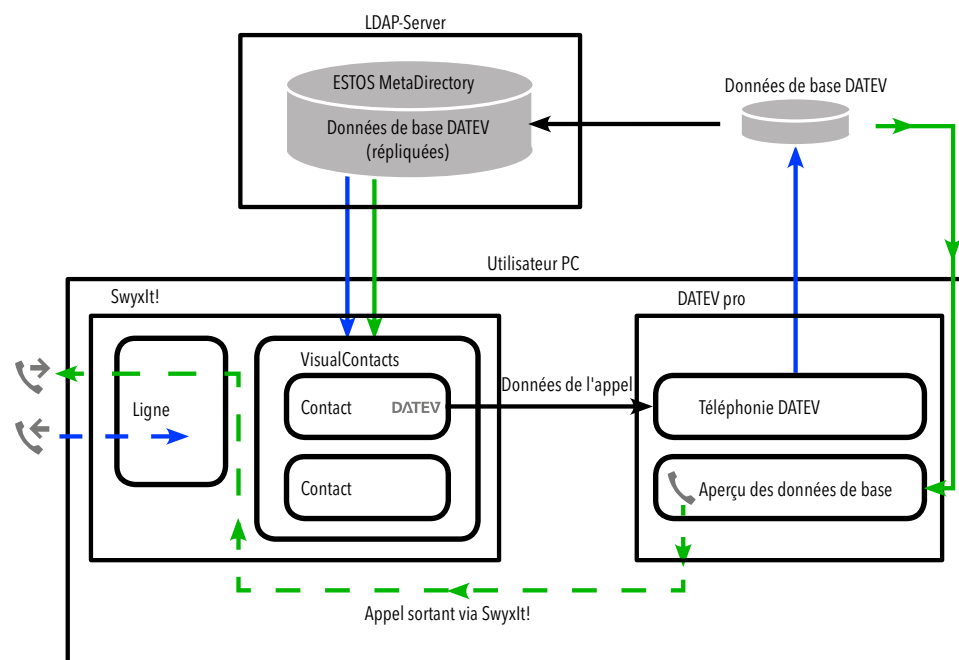 LDAP-Server
ESTOS MetaDirectory
Données de base DATEV
(répliquées)
Données de base DATEV
Utilisateur PC
SwyxIt!
DATEV pro
VisualContacts
Ligne
Contact
DATEV
Données de l'appel
Téléphonie DATEV
Contact
Aperçu des données de base
Appel sortant via SwyxIt!